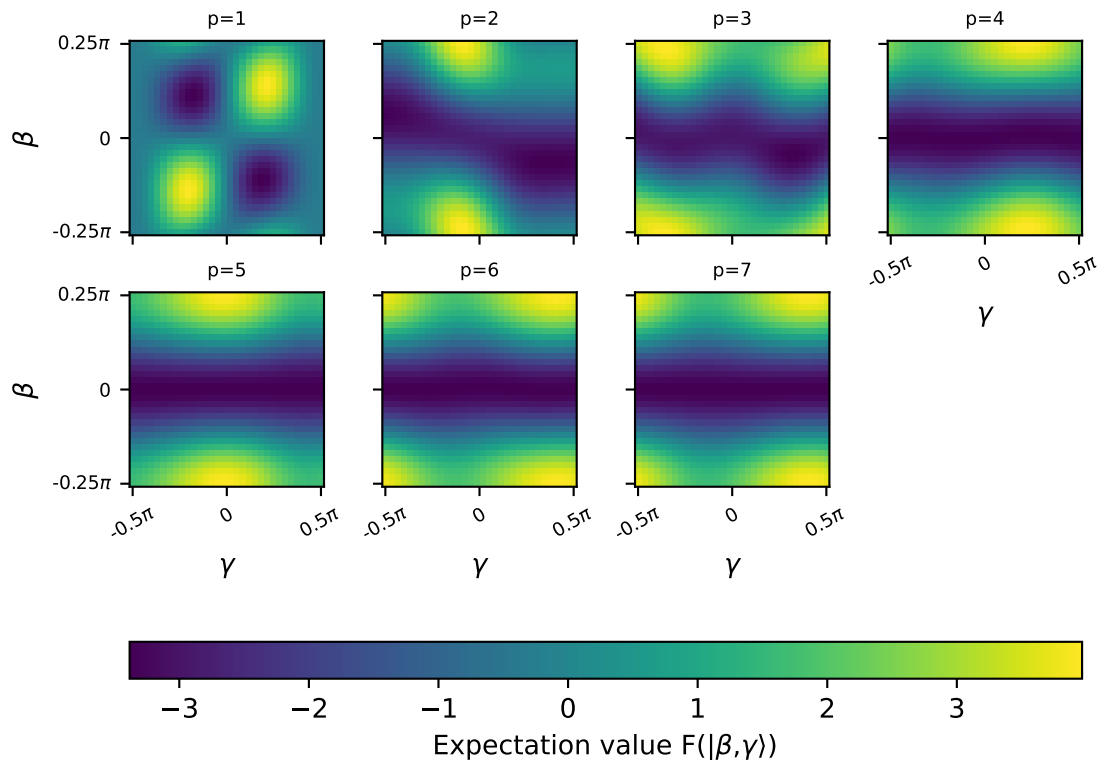 p=1
p=2
p=3
p=4
0.25π
β
0
-0.25π
-0.5π
0
0.5π
γ
p=5
p=6
p=7
0.25π
β
0
-0.25π
-0.5π
0
0.5π
-0.5π
0
0.5π
-0.5π
0
0.5π
γ
γ
γ
−3
−2
−1
0
1
2
3
Expectation value F(|β,γ⟩)